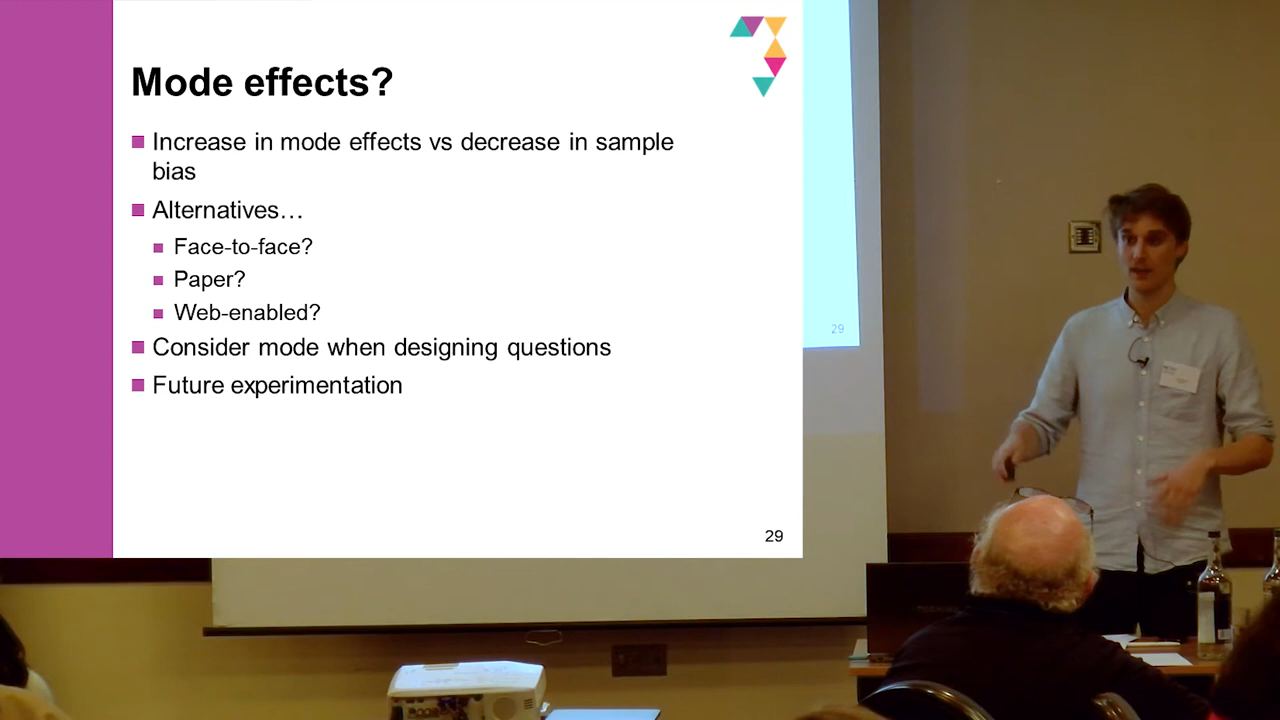 Mode effects?
Increase in mode effects vs decrease in sample
bias
Alternatives…
Face-to-face?
Paper?
Web-enabled?
Consider mode when designing questions
Future experimentation
29
29